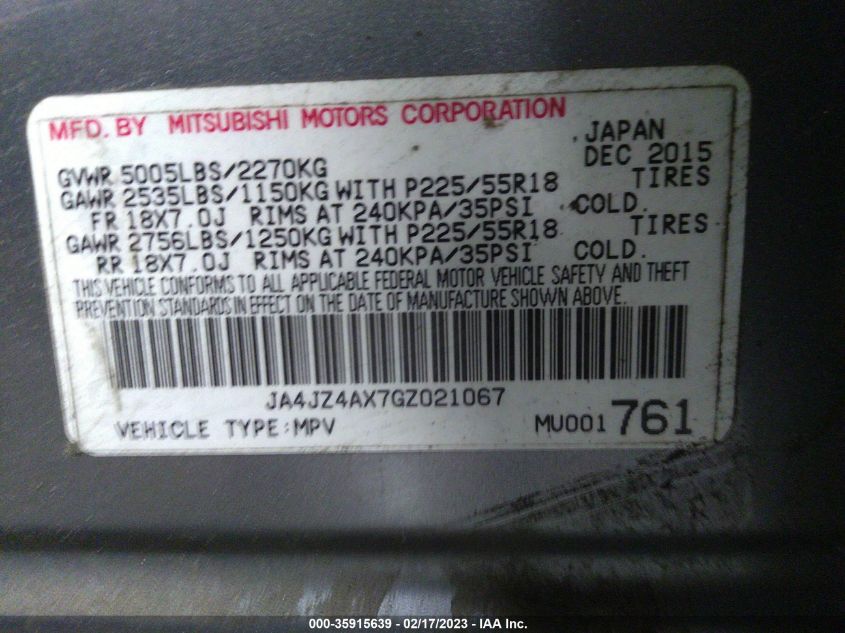 MFD. BY MITSUBISHI MOTORS CORPORATION
JAPAN
GVWR 5005LBS/2270KG DEC 2015
GAWR 2535LBS/1150KG WITH P225/55R18 TIRES
FR 18X7.0J RIMS AT 240KPA/35PSI COLD.
GAWR 2756LBS/1250KG WITH P225/55R18 TIRES
RR 18X7.0J RIMS AT 240KPA/35PSI COLD.
THIS VEHICLE CONFORMS TO ALL APPLICABLE FEDERAL MOTOR VEHICLE SAFETY AND THEFT
PREVENTION STANDARDS IN EFFECT ON THE DATE OF MANUFACTURE SHOWN ABOVE.
JA4JZ4AX7GZ021067
VEHICLE TYPE:MPV MU001 761
000-35915639 - 02/17/2023 - IAA Inc.